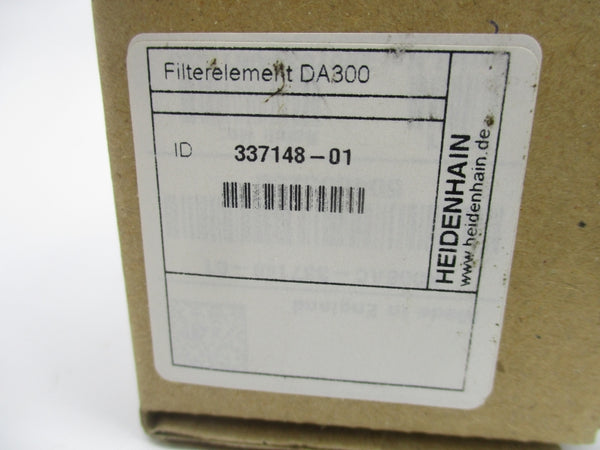 Filterelement DA300
ID 337148-01
HEIDENHAIN
www.heidenhain.de